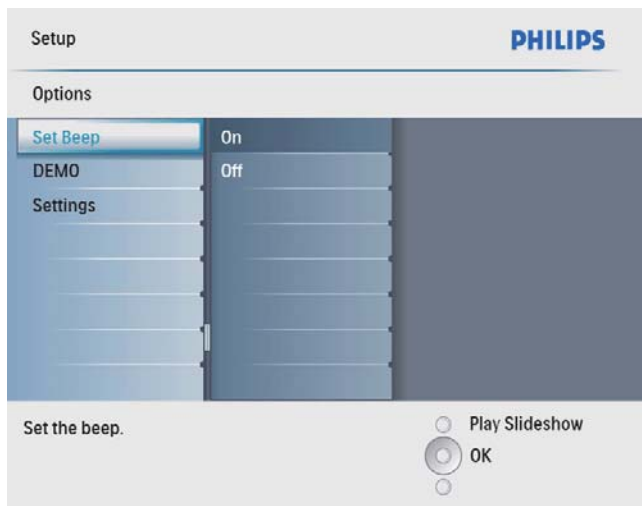 Setup
PHILIPS
Options
Set Beep
On
DEMO
Off
Settings
Set the beep.
Play Slideshow
OK